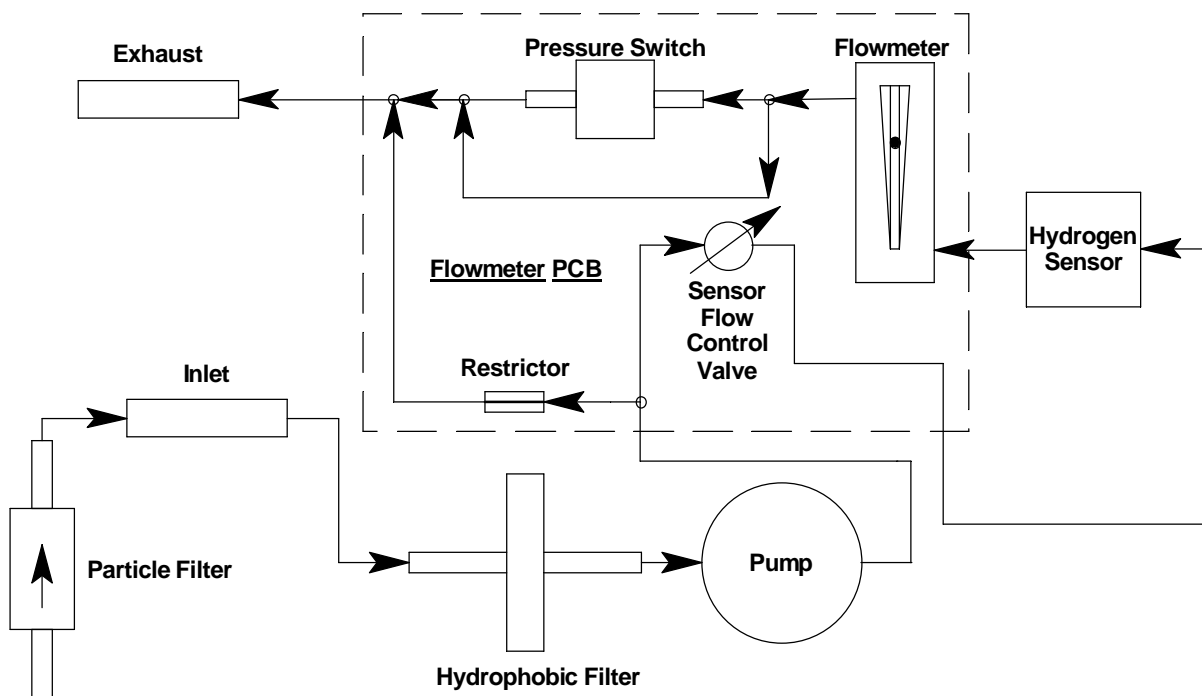 Exhaust
Pressure Switch
Flowmeter
Hydrogen
Sensor
Flowmeter PCB
Sensor
Flow
Control
Valve
Restrictor
Inlet
Particle Filter
Pump
Hydrophobic Filter